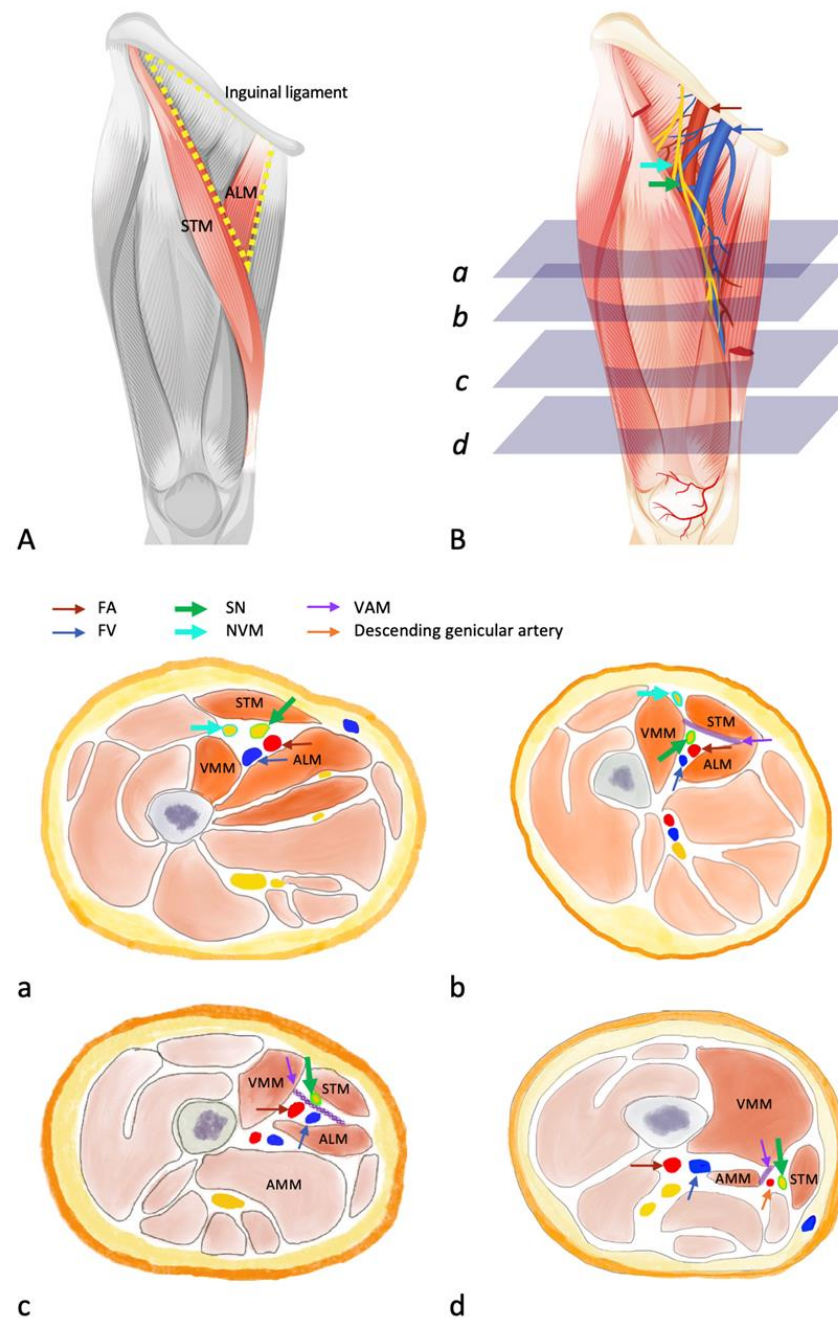 Inguinal ligament
ALM
STM
A
a
b
c
d
B
FA
SN
VAM
FV
NVM
Descending genicular artery
STM
VMM
ALM
a
VMM
STM
ALM
b
VMM
STM
ALM
AMM
c
VMM
AMM
STM
d